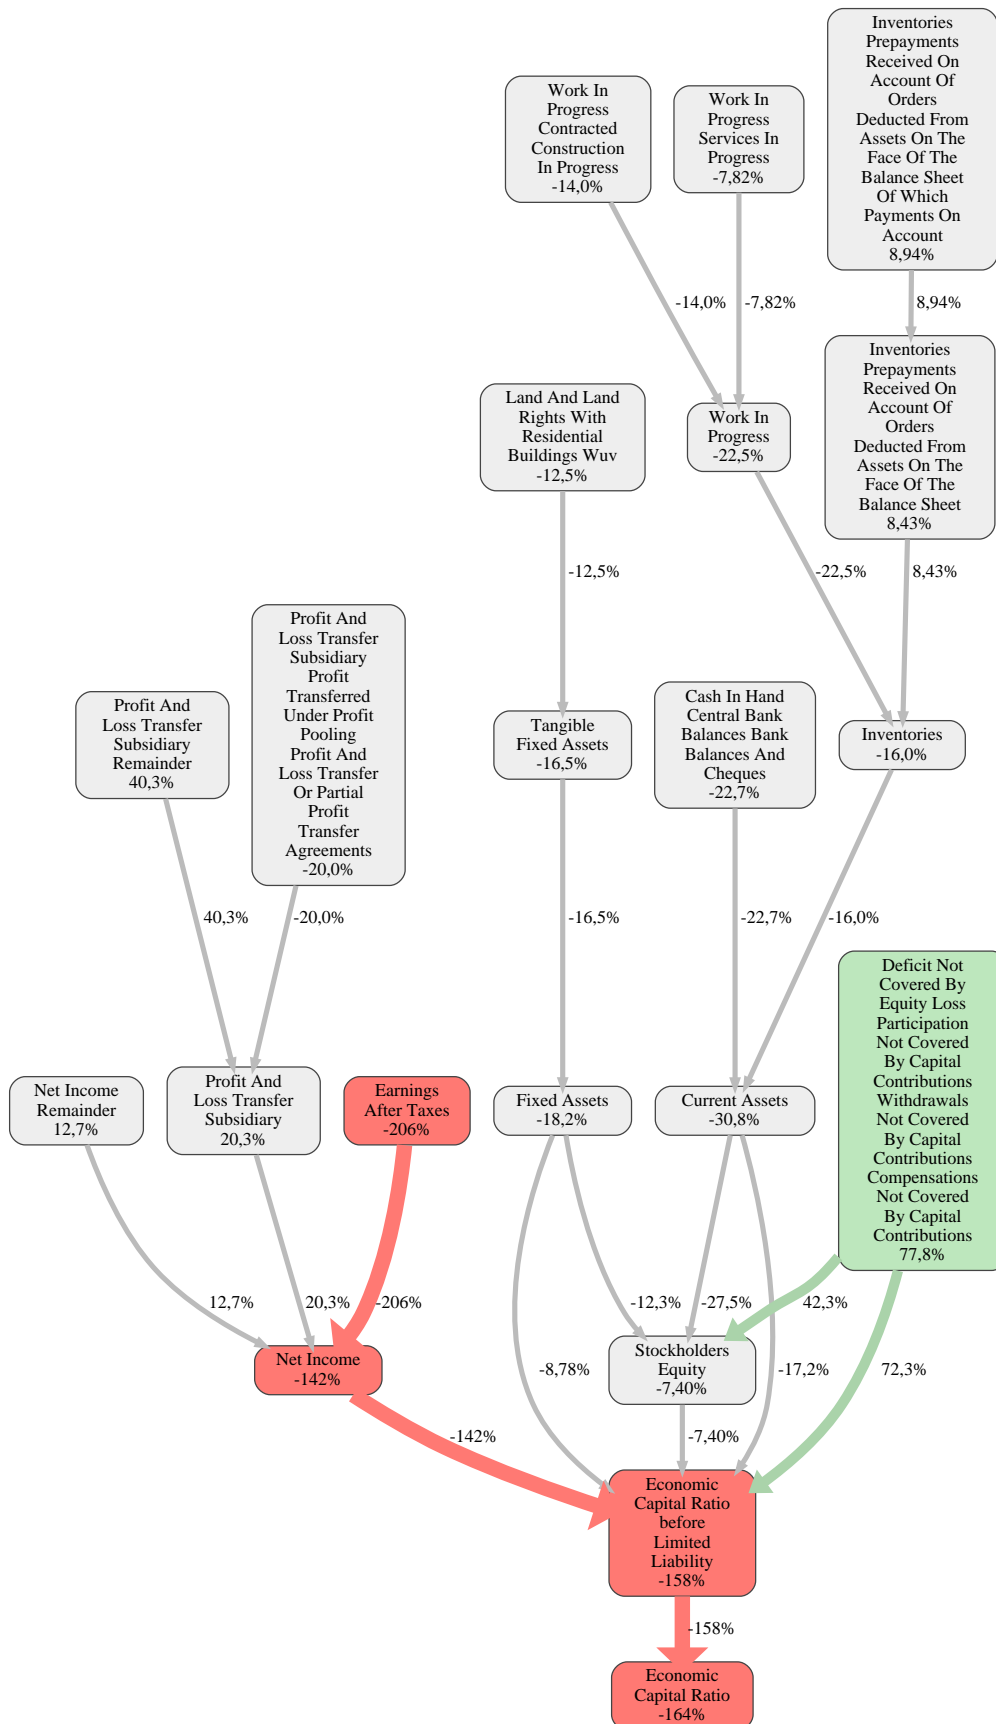 Inventories
Prepayments
Received On
Account Of
Orders
Deducted From
Assets On The
Face Of The
Balance Sheet
Of Which
Payments On
Account
8,94%
Work In
Progress
Contracted
Construction
In Progress
-14,0%
Work In
Progress
Services In
Progress
-7,82%
-14,0%
-7,82%
8,94%
Inventories
Prepayments
Received On
Account Of
Orders
Deducted From
Assets On The
Face Of The
Balance Sheet
8,43%
Land And Land
Rights With
Residential
Buildings Wuv
-12,5%
Work In
Progress
-22,5%
-12,5%
-22,5%
8,43%
Profit And
Loss Transfer
Subsidiary
Profit
Transferred
Under Profit
Pooling
Profit And
Loss Transfer
Or Partial
Profit
Transfer
Agreements
-20,0%
Profit And
Loss Transfer
Subsidiary
Remainder
40,3%
Tangible
Fixed Assets
-16,5%
Cash In Hand
Central Bank
Balances Bank
Balances And
Cheques
-22,7%
Inventories
-16,0%
40,3%
-20,0%
-16,5%
-22,7%
-16,0%
Deficit Not
Covered By
Equity Loss
Participation
Not Covered
By Capital
Contributions
Withdrawals
Not Covered
By Capital
Contributions
Compensations
Not Covered
By Capital
Contributions
77,8%
Net Income
Remainder
12,7%
Profit And
Loss Transfer
Subsidiary
20,3%
Earnings
After Taxes
-206%
Fixed Assets
-18,2%
Current Assets
-30,8%
12,7%
20,3%
-206%
-12,3%
-27,5%
42,3%
Net Income
-142%
-8,78%
Stockholders
Equity
-7,40%
-17,2%
72,3%
-142%
-7,40%
Economic
Capital Ratio
before
Limited
Liability
-158%
-158%
Economic
Capital Ratio
-164%